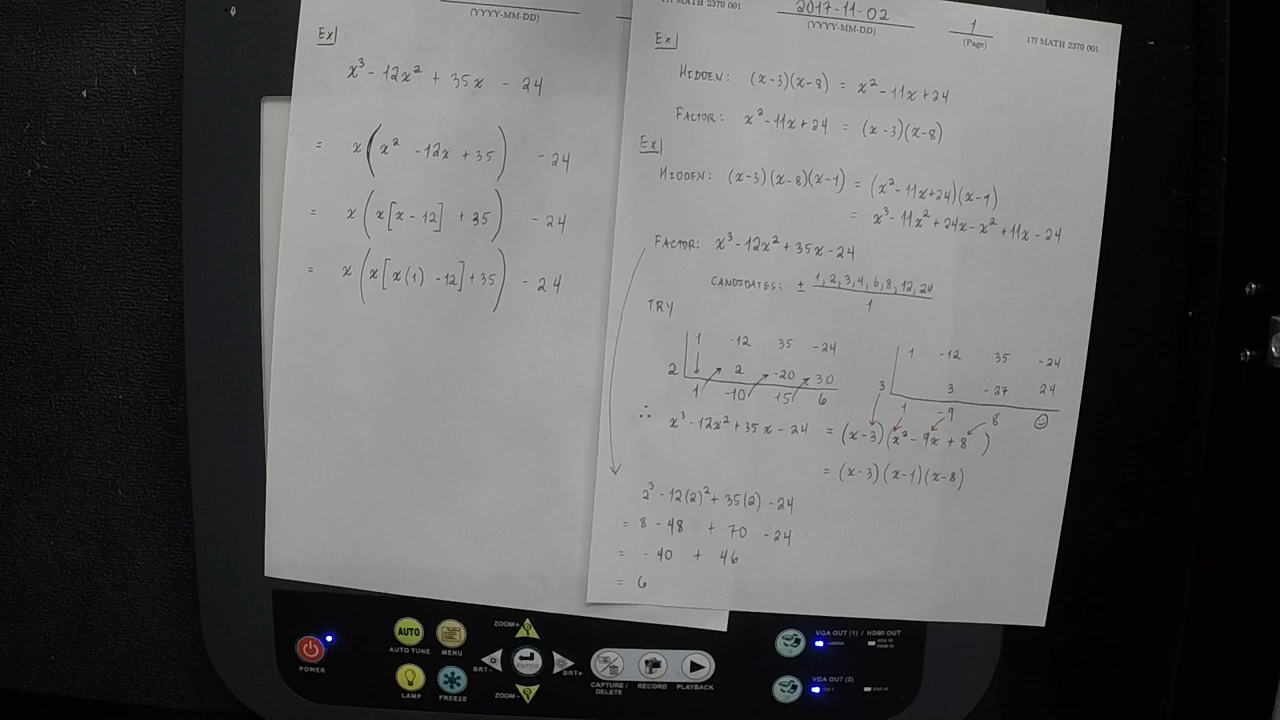 (YYYY-MM-DD)
Ex
x³ - 12x² + 35x - 24
= x(x² - 12x + 35) - 24
= x(x[x - 12] + 35) - 24
= x(x[x(1) - 12] + 35) - 24
17I MATH 2370 001
2017-11-02
(YYYY-MM-DD)
1
(Page)
17I MATH 2370 001
Ex
HIDDEN: (x-3)(x-8) = x² - 11x + 24
FACTOR: x² - 11x + 24 = (x-3)(x-8)
Ex
HIDDEN: (x-3)(x-8)(x-1) = (x² - 11x + 24)(x-1)
= x³ - 11x² + 24x - x² + 11x - 24
FACTOR: x³ - 12x² + 35x - 24
CANDIDATES: ± 1, 2, 3, 4, 6, 8, 12, 24
1
TRY
1 -12 35 -24
2 2 -20 30
1 -10 15 6
1 -12 35 -24
3 3 -27 24
1 -9 8 ☺
∴ x³ - 12x² + 35x - 24 = (x-3)(x² - 9x + 8)
= (x-3)(x-1)(x-8)
2³ - 12(2)² + 35(2) - 24
= 8 - 48 + 70 - 24
= -40 + 46
= 6
POWER
AUTO
AUTO TUNE
MENU
LAMP
FREEZE
ZOOM+
BRT-
ENTER
BRT+
ZOOM-
CAPTURE / DELETE
RECORD
PLAYBACK
VGA OUT (1) / HDMI OUT
VGA OUT (2)